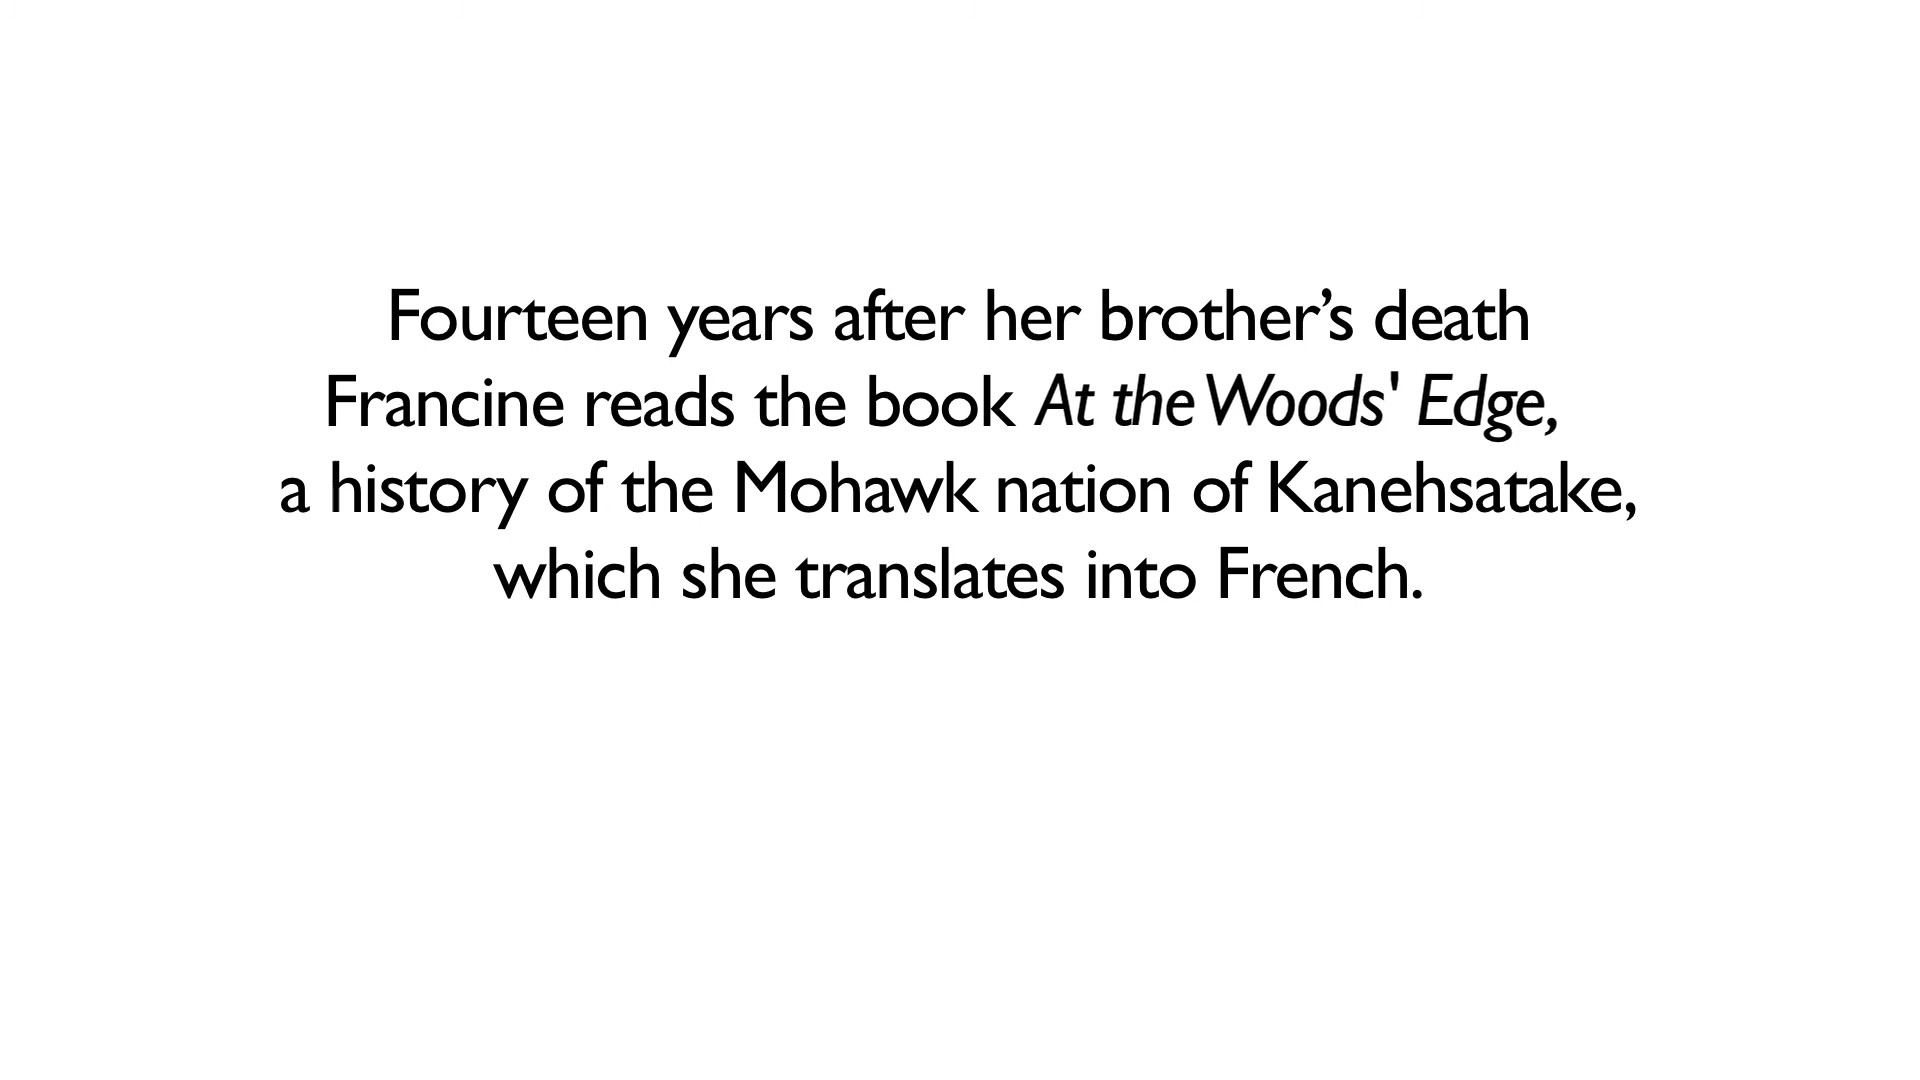 Fourteen years after her brother’s death
Francine reads the book At the Woods' Edge,
a history of the Mohawk nation of Kanehsatake,
which she translates into French.